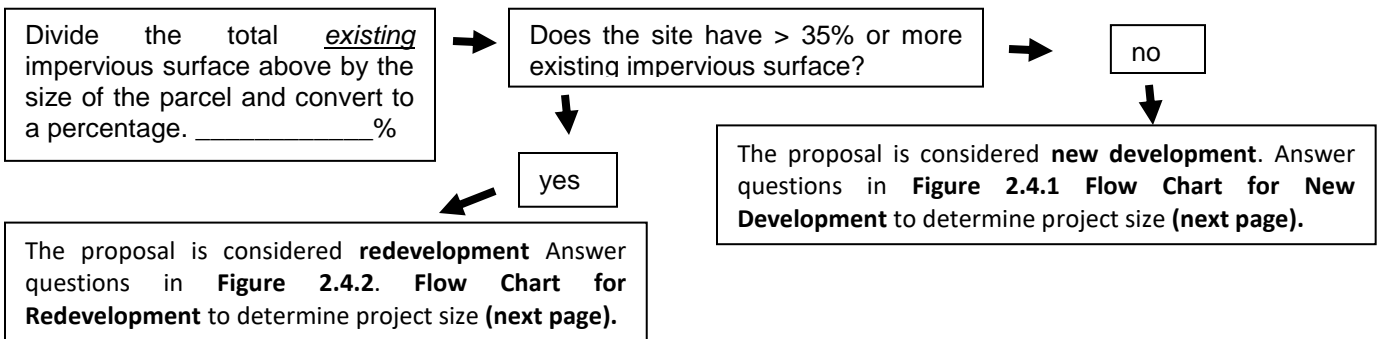 Divide the total existing
impervious surface above by the
size of the parcel and convert to
a percentage. ____________%
Does the site have > 35% or more
existing impervious surface?
no
yes
The proposal is considered new development. Answer
questions in Figure 2.4.1 Flow Chart for New
Development to determine project size (next page).
The proposal is considered redevelopment Answer
questions in Figure 2.4.2. Flow Chart for
Redevelopment to determine project size (next page).